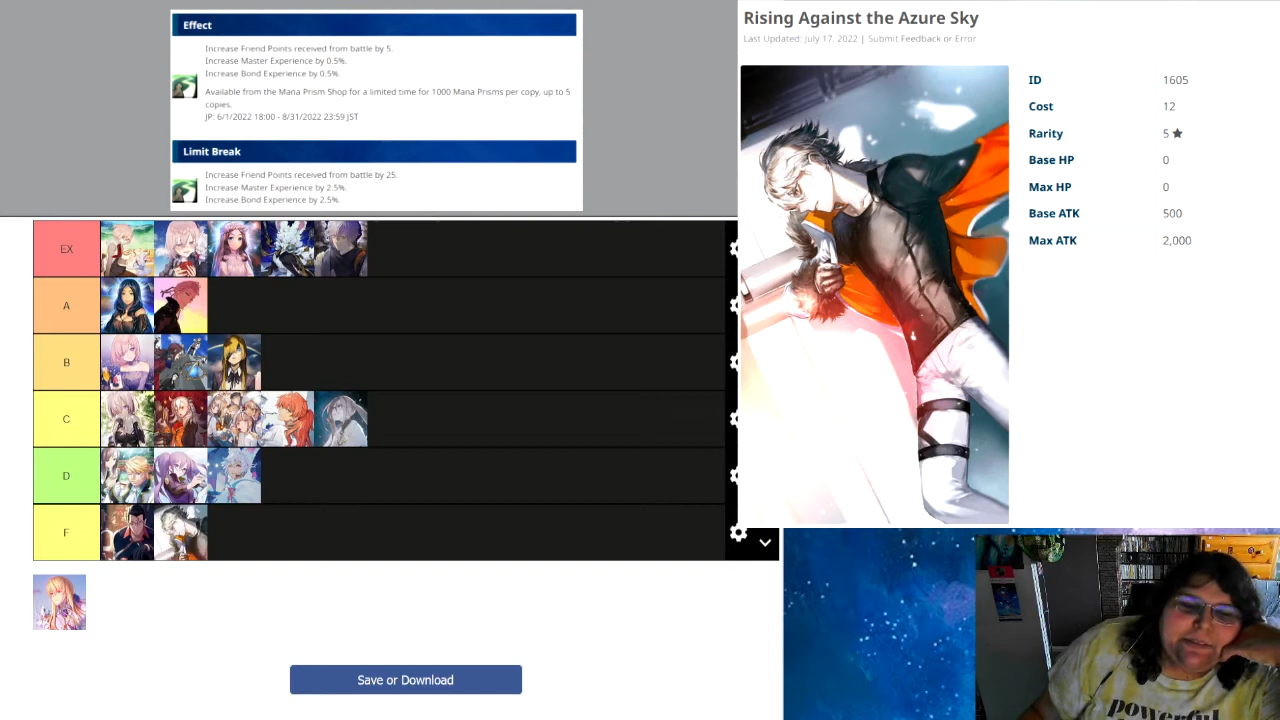 Effect
Increase Friend Points received from battle by 5.
Increase Master Experience by 0.5%.
Increase Bond Experience by 0.5%.
Available from the Mana Prism Shop for a limited time for 1000 Mana Prisms per copy, up to 5
copies.
JP: 6/1/2022 18:00 - 8/31/2022 23:59 JST
Limit Break
Increase Friend Points received from battle by 25.
Increase Master Experience by 2.5%.
Increase Bond Experience by 2.5%.
Rising Against the Azure Sky
Last Updated: July 17, 2022 | Submit Feedback or Error
ID 1605
Cost 12
Rarity 5 ★
Base HP 0
Max HP 0
Base ATK 500
Max ATK 2,000
EX
A
B
C
D
F
Save or Download
powerful